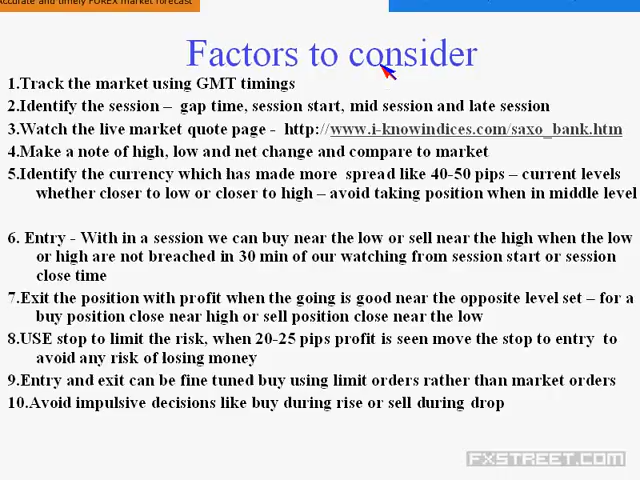 Accurate and timely FOREX market forecast
Factors to consider
1.Track the market using GMT timings
2.Identify the session – gap time, session start, mid session and late session
3.Watch the live market quote page - http://www.i-knowindices.com/saxo_bank.htm
4.Make a note of high, low and net change and compare to market
5.Identify the currency which has made more spread like 40-50 pips – current levels
whether closer to low or closer to high – avoid taking position when in middle level
6. Entry - With in a session we can buy near the low or sell near the high when the low
or high are not breached in 30 min of our watching from session start or session
close time
7.Exit the position with profit when the going is good near the opposite level set – for a
buy position close near high or sell position close near the low
8.USE stop to limit the risk, when 20-25 pips profit is seen move the stop to entry to
avoid any risk of losing money
9.Entry and exit can be fine tuned buy using limit orders rather than market orders
10.Avoid impulsive decisions like buy during rise or sell during drop
FXSTREET.COM